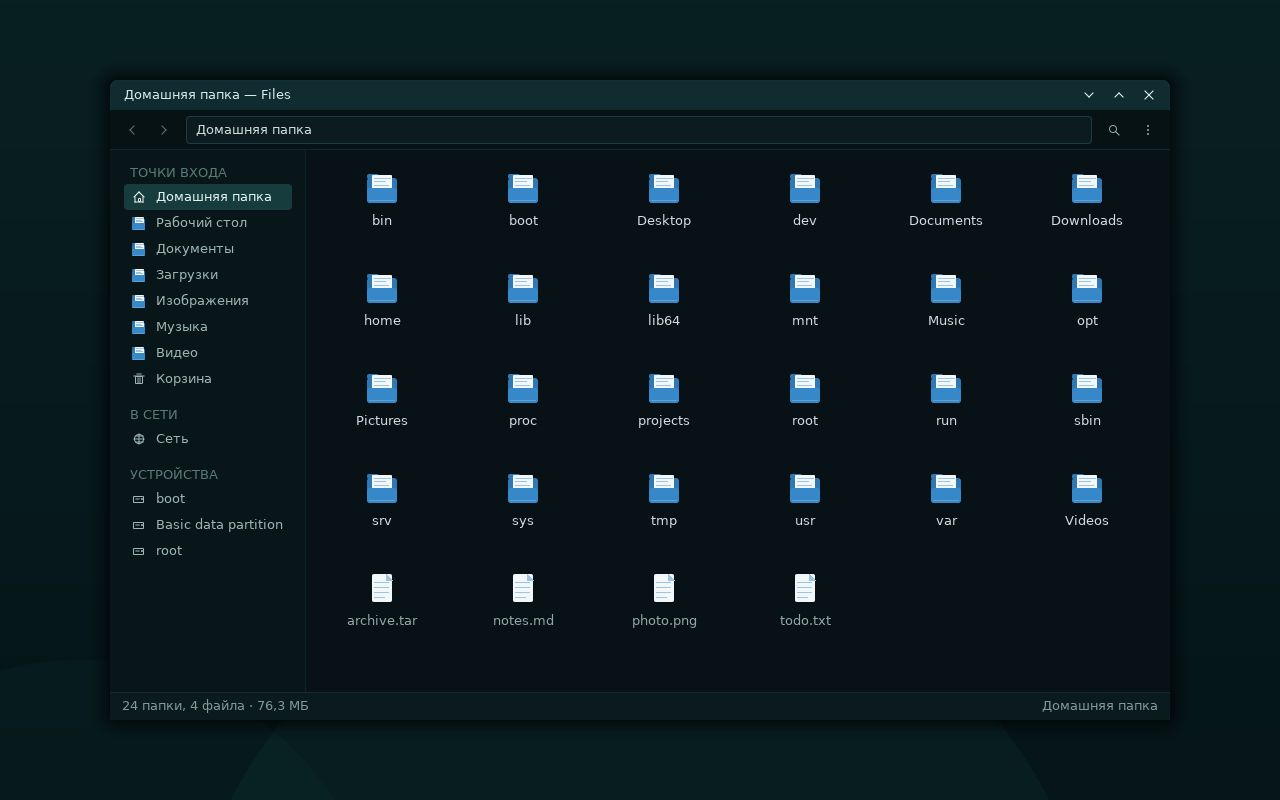 Домашняя папка — Files
Домашняя папка
ТОЧКИ ВХОДА
Домашняя папка
Рабочий стол
Документы
Загрузки
Изображения
Музыка
Видео
Корзина
В СЕТИ
Сеть
УСТРОЙСТВА
boot
Basic data partition
root
bin boot Desktop dev Documents Downloads
home lib lib64 mnt Music opt
Pictures proc projects root run sbin
srv sys tmp usr var Videos
archive.tar notes.md photo.png todo.txt
24 папки, 4 файла · 76,3 МБ
Домашняя папка